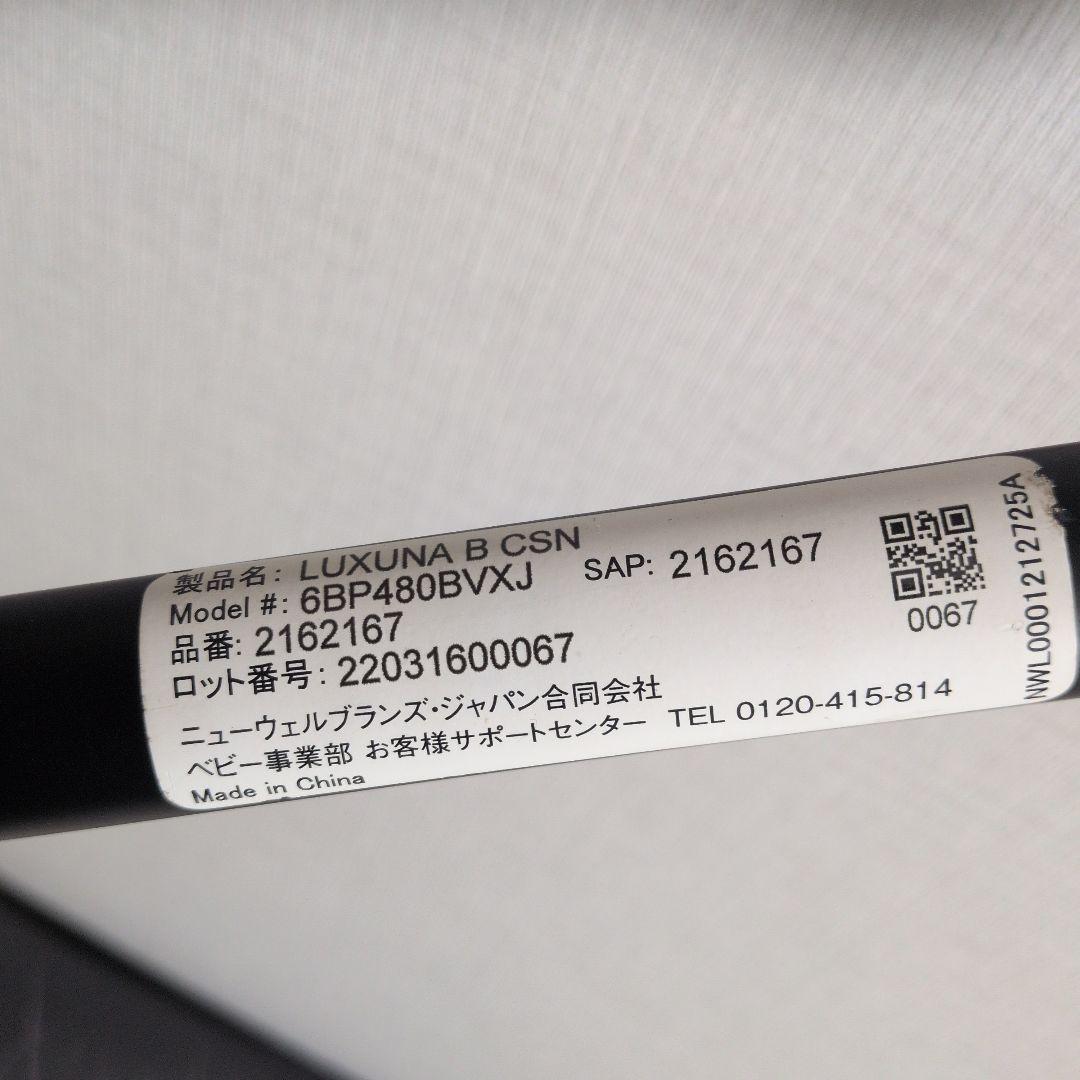 製品名: LUXUNA B CSN
Model #: 6BP480BVXJ SAP: 2162167
品番: 2162167
ロット番号: 22031600067
ニューウェルブランズ・ジャパン合同会社
ベビー事業部 お客様サポートセンター TEL 0120-415-814
Made in China
0067
NWL0001212127725A